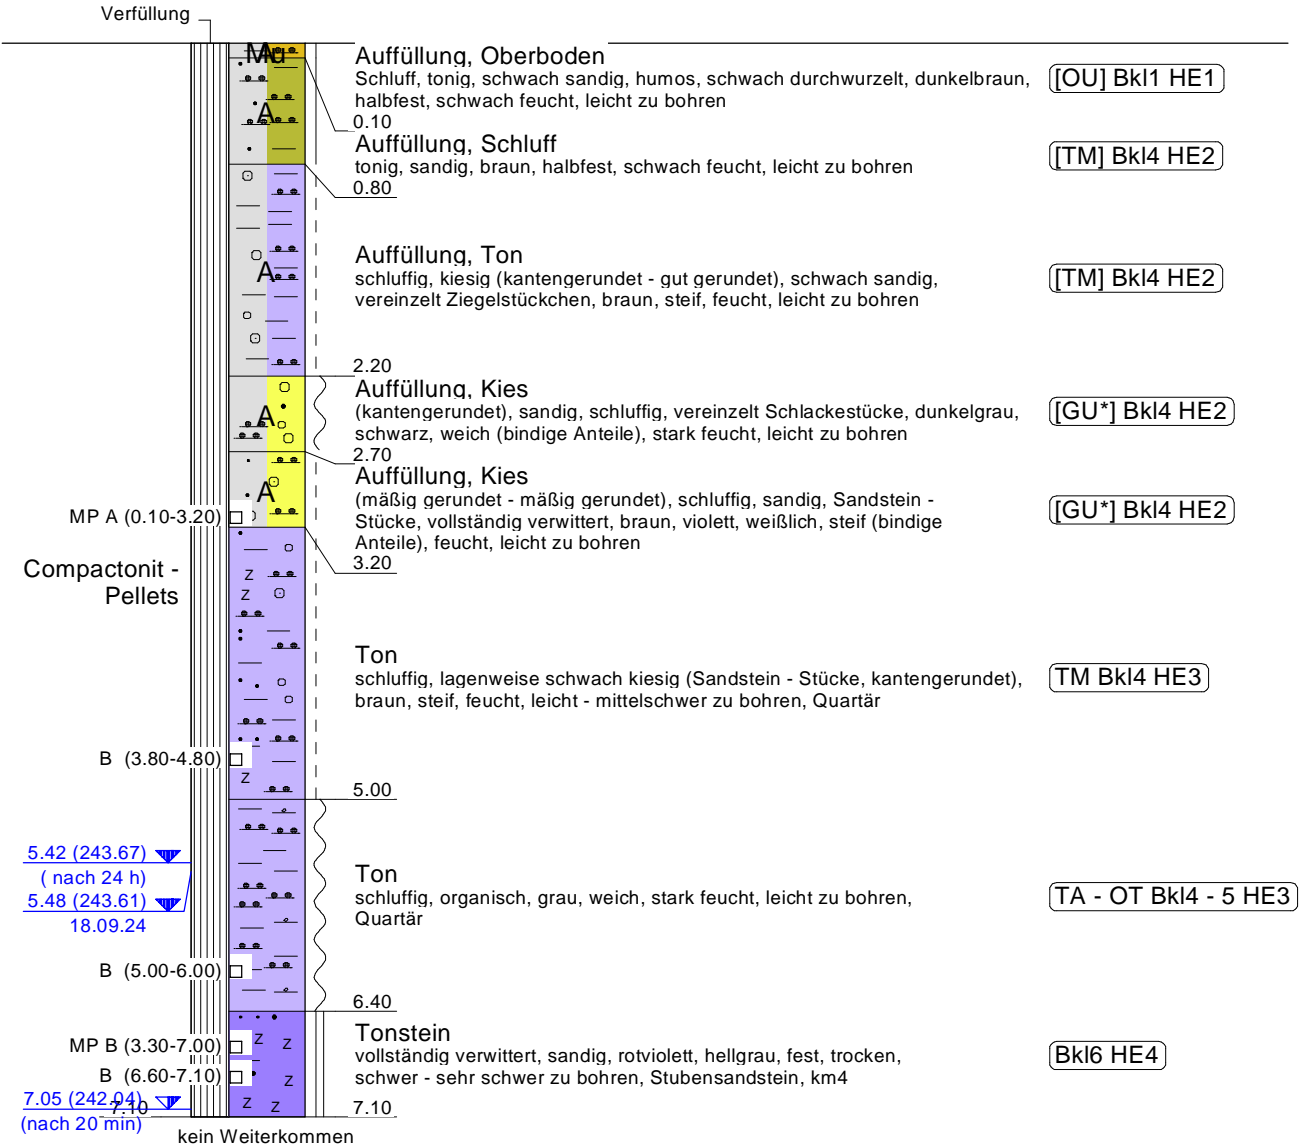 Verfüllung
Mu
A
Auffüllung, Oberboden
Schluff, tonig, schwach sandig, humos, schwach durchwurzelt, dunkelbraun,
halbfest, schwach feucht, leicht zu bohren
[OU] Bkl1 HE1
0.10
A
Auffüllung, Schluff
tonig, sandig, braun, halbfest, schwach feucht, leicht zu bohren
[TM] Bkl4 HE2
0.80
A
Auffüllung, Ton
schluffig, kiesig (kantengerundet - gut gerundet), schwach sandig,
vereinzelt Ziegelstückchen, braun, steif, feucht, leicht zu bohren
[TM] Bkl4 HE2
2.20
A
Auffüllung, Kies
(kantengerundet), sandig, schluffig, vereinzelt Schlackestücke, dunkelgrau,
schwarz, weich (bindige Anteile), stark feucht, leicht zu bohren
[GU*] Bkl4 HE2
2.70
A
Auffüllung, Kies
(mäßig gerundet - mäßig gerundet), schluffig, sandig, Sandstein -
Stücke, vollständig verwittert, braun, violett, weißlich, steif (bindige
Anteile), feucht, leicht zu bohren
[GU*] Bkl4 HE2
MP A (0.10-3.20)
3.20
Compactonit -
Pellets
z
z
Ton
schluffig, lagenweise schwach kiesig (Sandstein - Stücke, kantengerundet),
braun, steif, feucht, leicht - mittelschwer zu bohren, Quartär
TM Bkl4 HE3
B (3.80-4.80)
z
5.00
5.42 (243.67)
( nach 24 h)
5.48 (243.61)
18.09.24
Ton
schluffig, organisch, grau, weich, stark feucht, leicht zu bohren,
Quartär
TA - OT Bkl4 - 5 HE3
B (5.00-6.00)
6.40
MP B (3.30-7.00)
z z
Tonstein
vollständig verwittert, sandig, rotviolett, hellgrau, fest, trocken,
schwer - sehr schwer zu bohren, Stubensandstein, km4
Bkl6 HE4
B (6.60-7.10)
z
7.05 (242.04)
(nach 20 min)
7.10
z z
7.10
kein Weiterkommen